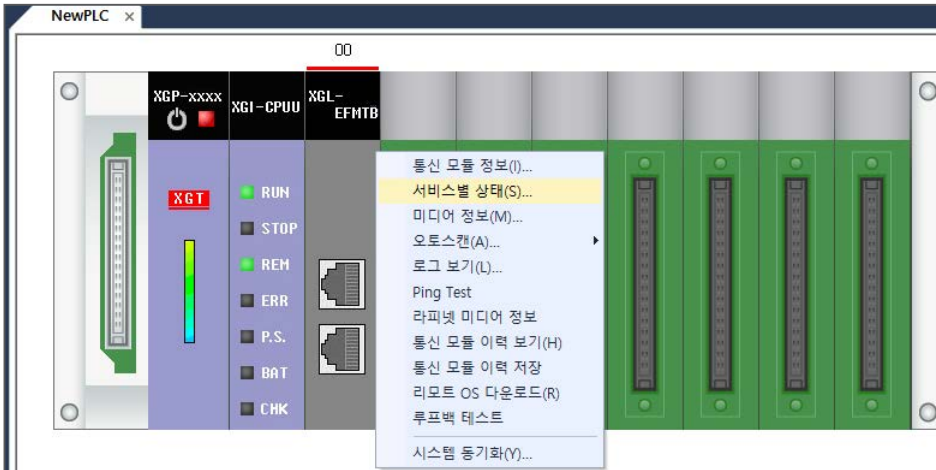 NewPLC ×
00
XGP-xxxx
XGI-CPUU
XGL-
EFMTB
XGT
RUN
STOP
REM
ERR
P.S.
BAT
CHK
통신 모듈 정보(I)...
서비스별 상태(S)...
미디어 정보(M)...
오토스캔(A)...
로그 보기(L)...
Ping Test
라피넷 미디어 정보
통신 모듈 이력 보기(H)
통신 모듈 이력 저장
리모트 OS 다운로드(R)
루프백 테스트
시스템 동기화(Y)...